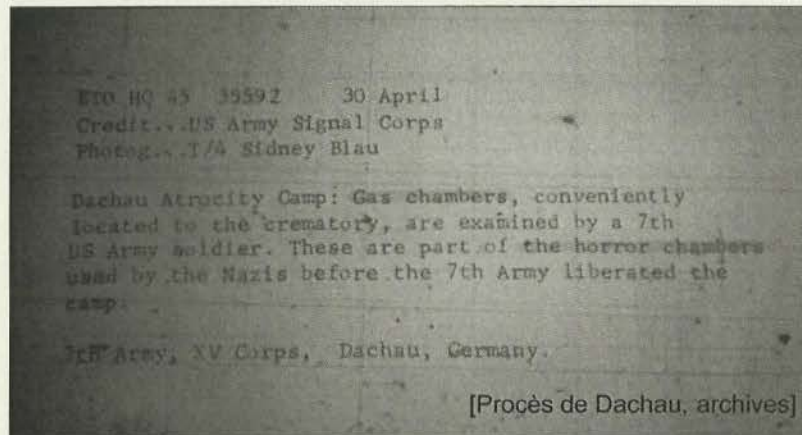 ETO HQ 45 35592 30 April
Credit...US Army Signal Corps
Photog...T/4 Sidney Blau
Dachau Atrocity Camp: Gas chambers, conveniently
located to the crematory, are examined by a 7th
US Army soldier. These are part of the horror chambers
used by the Nazis before the 7th Army liberated the
camp.
Army, XV Corps, Dachau, Germany.
[Procès de Dachau, archives]